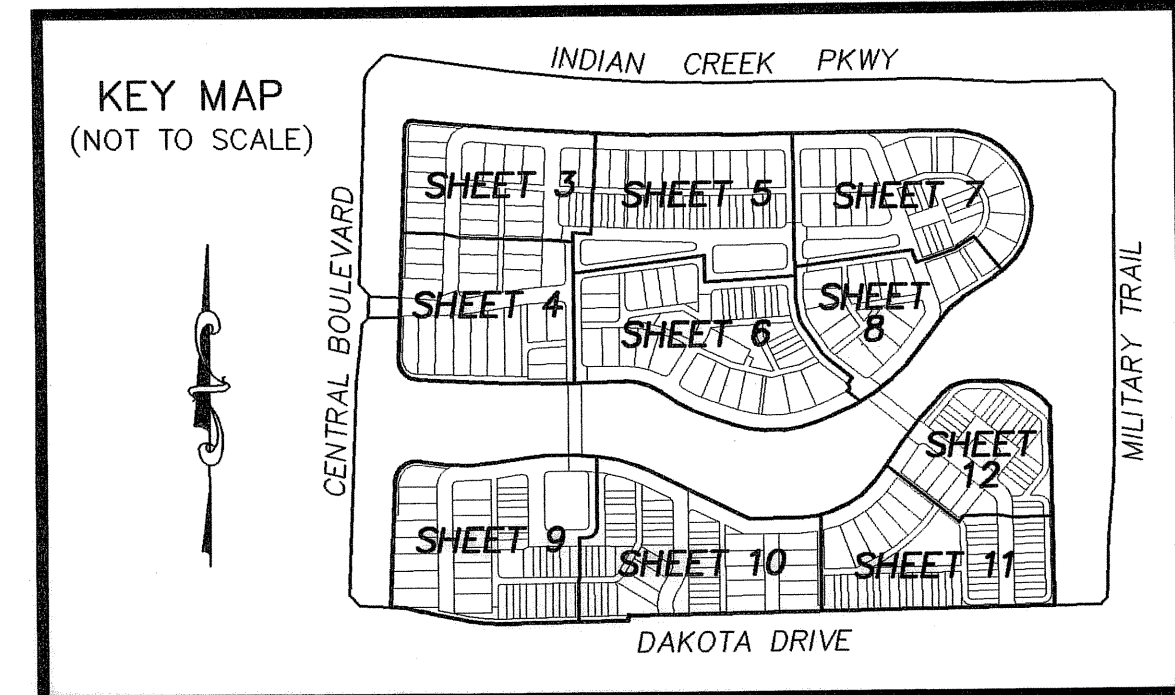 INDIAN CREEK PKWY
KEY MAP
(NOT TO SCALE)
CENTRAL BOULEVARD
MILITARY TRAIL
SHEET 3
SHEET 5
SHEET 7
SHEET 4
SHEET 6
SHEET
8
SHEET
12
SHEET 9
SHEET 10
SHEET 11
DAKOTA DRIVE